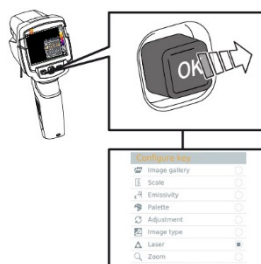 OK
Configure key
Image gallery
Scale
Emissivity
Palette
Adjustment
Image type
Laser
Zoom